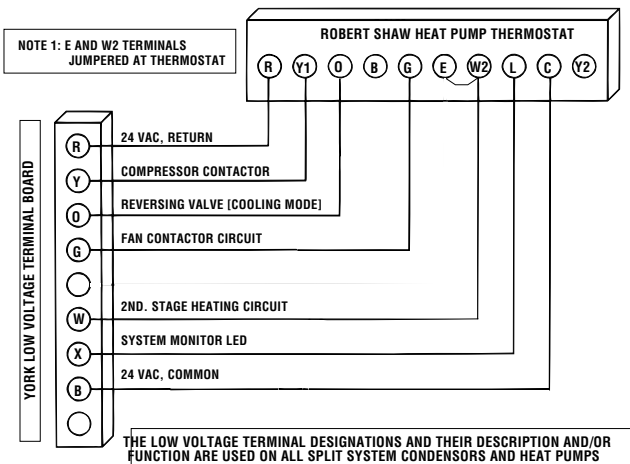 ROBERT SHAW HEAT PUMP THERMOSTAT
NOTE 1: E AND W2 TERMINALS
JUMPERED AT THERMOSTAT
R Y1 O B G E W2 L C Y2
YORK LOW VOLTAGE TERMINAL BOARD
R 24 VAC, RETURN
Y COMPRESSOR CONTACTOR
O REVERSING VALVE [COOLING MODE]
G FAN CONTACTOR CIRCUIT
W 2ND. STAGE HEATING CIRCUIT
X SYSTEM MONITOR LED
B 24 VAC, COMMON
THE LOW VOLTAGE TERMINAL DESIGNATIONS AND THEIR DESCRIPTION AND/OR
FUNCTION ARE USED ON ALL SPLIT SYSTEM CONDENSORS AND HEAT PUMPS